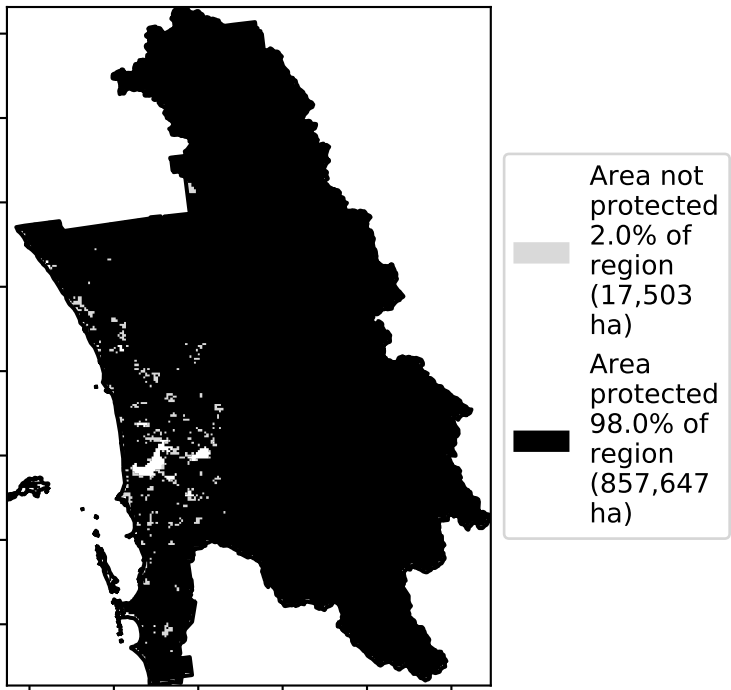 Area not
protected
2.0% of
region
(17,503
ha)
Area
protected
98.0% of
region
(857,647
ha)